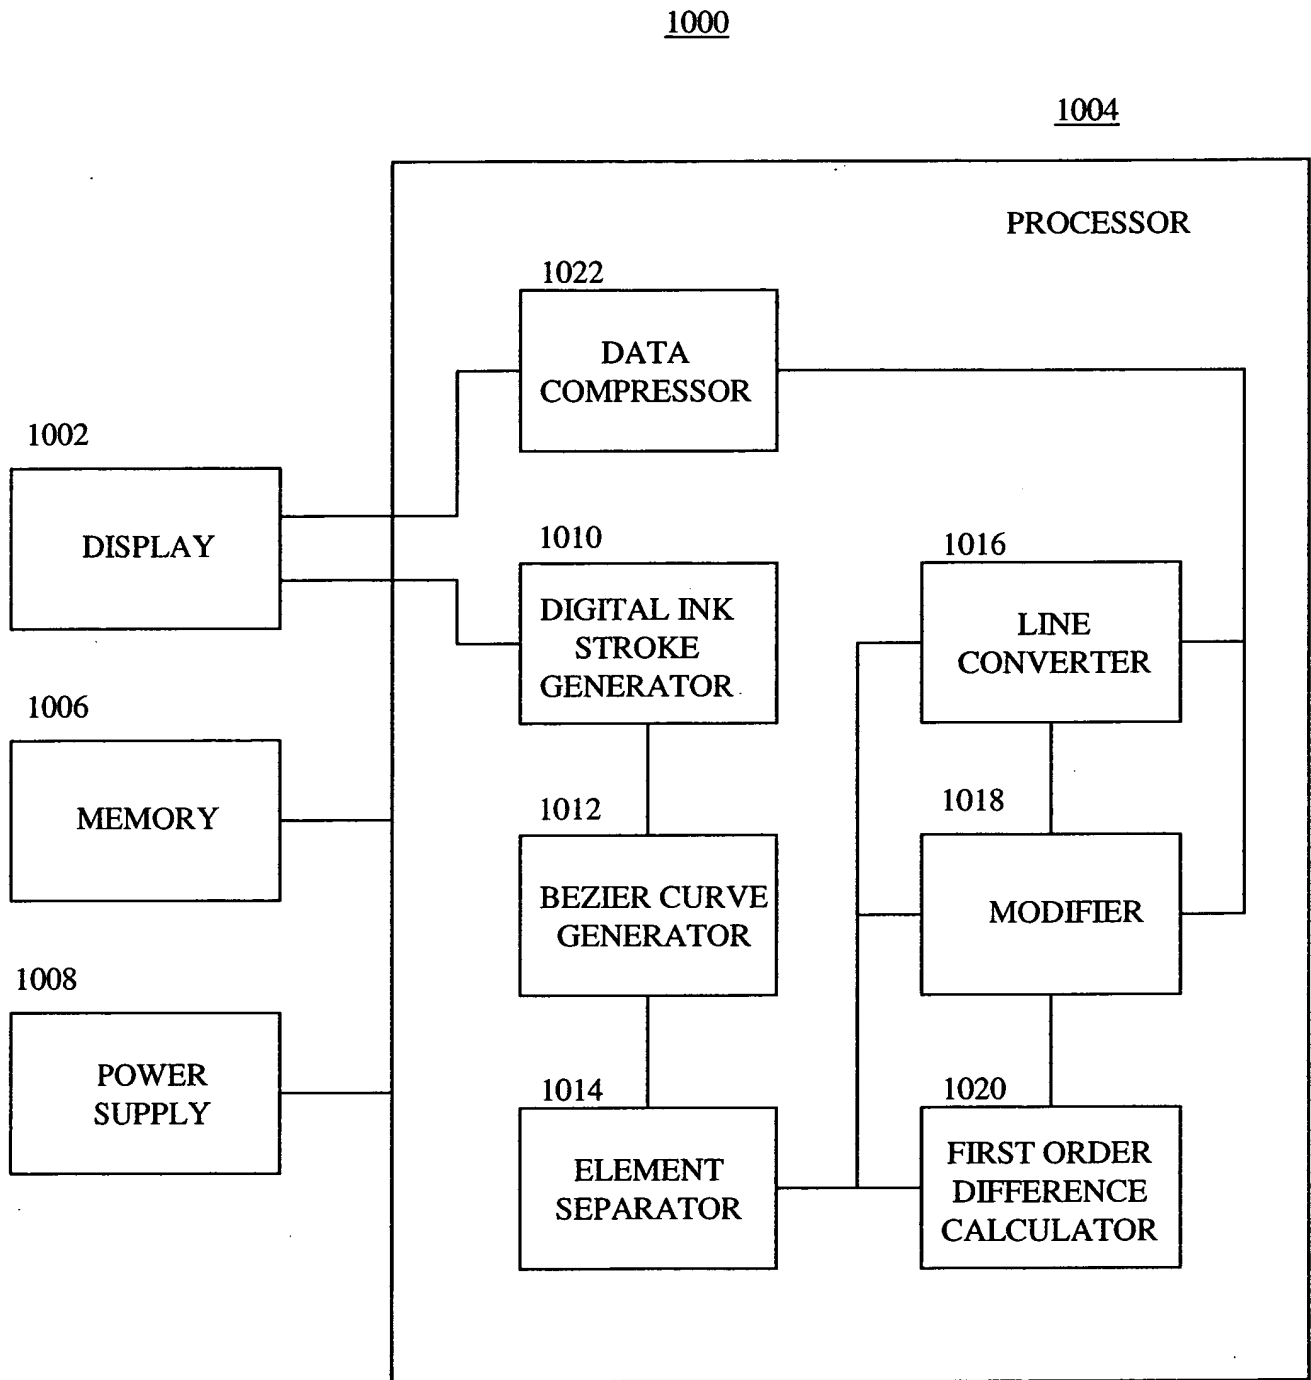 1000
1004
PROCESSOR
1022
DATA
COMPRESSOR
1002
DISPLAY
1010
DIGITAL INK
STROKE
GENERATOR
1016
LINE
CONVERTER
1006
MEMORY
1012
BEZIER CURVE
GENERATOR
1018
MODIFIER
1008
POWER
SUPPLY
1014
ELEMENT
SEPARATOR
1020
FIRST ORDER
DIFFERENCE
CALCULATOR